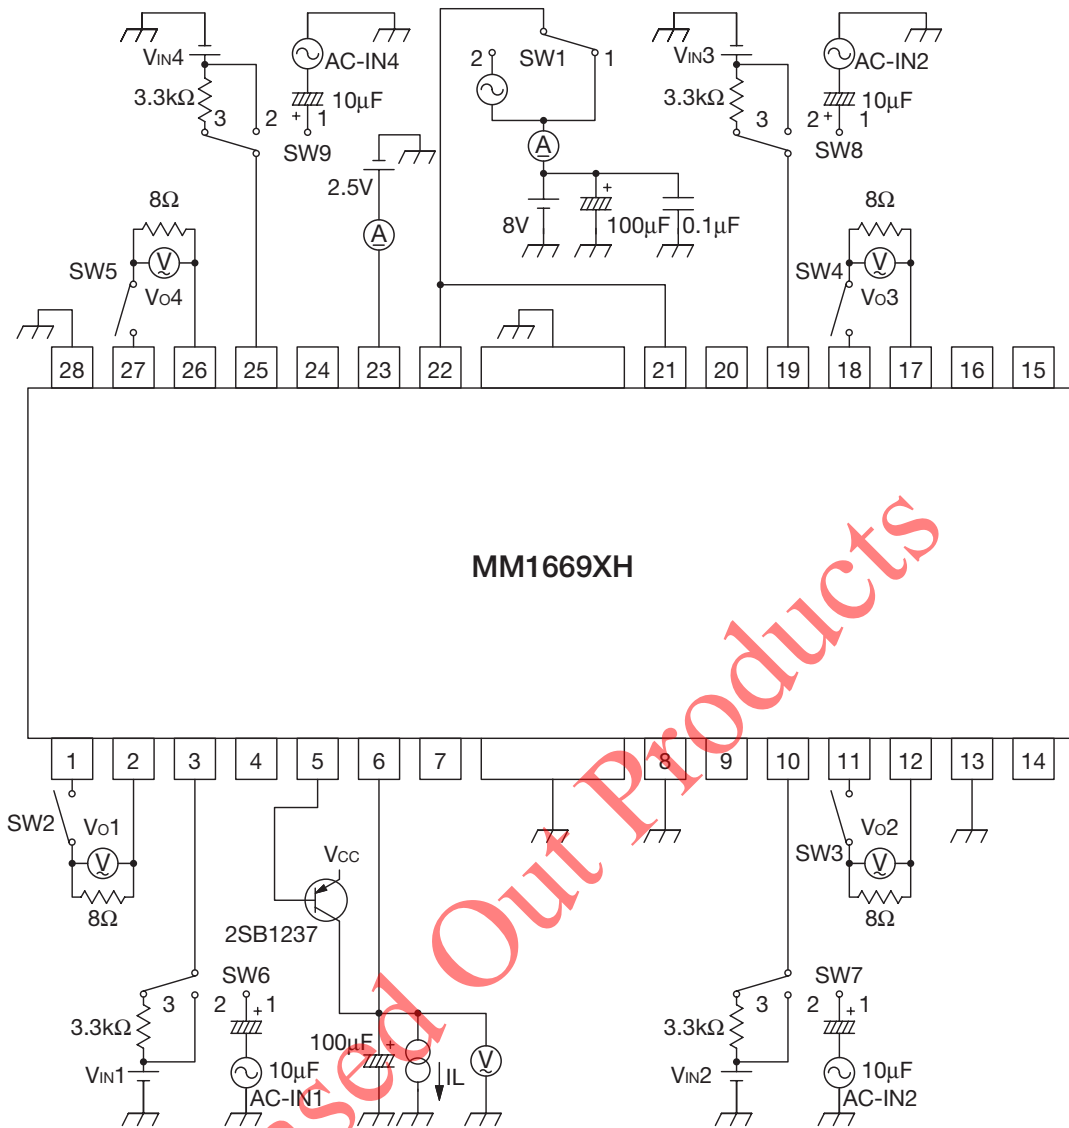 VIN4
AC-IN4
3.3kΩ
3
2
+
1
10µF
SW9
2
SW1
1
A
8V
+
100µF
0.1µF
2.5V
A
VIN3
AC-IN2
3.3kΩ
3
2
+
1
10µF
SW8
8Ω
SW5
V
VO4
8Ω
SW4
V
VO3
28 27 26 25 24 23 22 21 20 19 18 17 16 15
MM1669XH
1 2 3 4 5 6 7 8 9 10 11 12 13 14
SW2
VO1
V
8Ω
VCC
2SB1237
VO2
SW3
V
8Ω
SW6
3
2
+
1
3.3kΩ
VIN1
10µF
AC-IN1
100µF
+
IL
V
SW7
3
2
+
1
3.3kΩ
VIN2
10µF
AC-IN2
sed Out Products